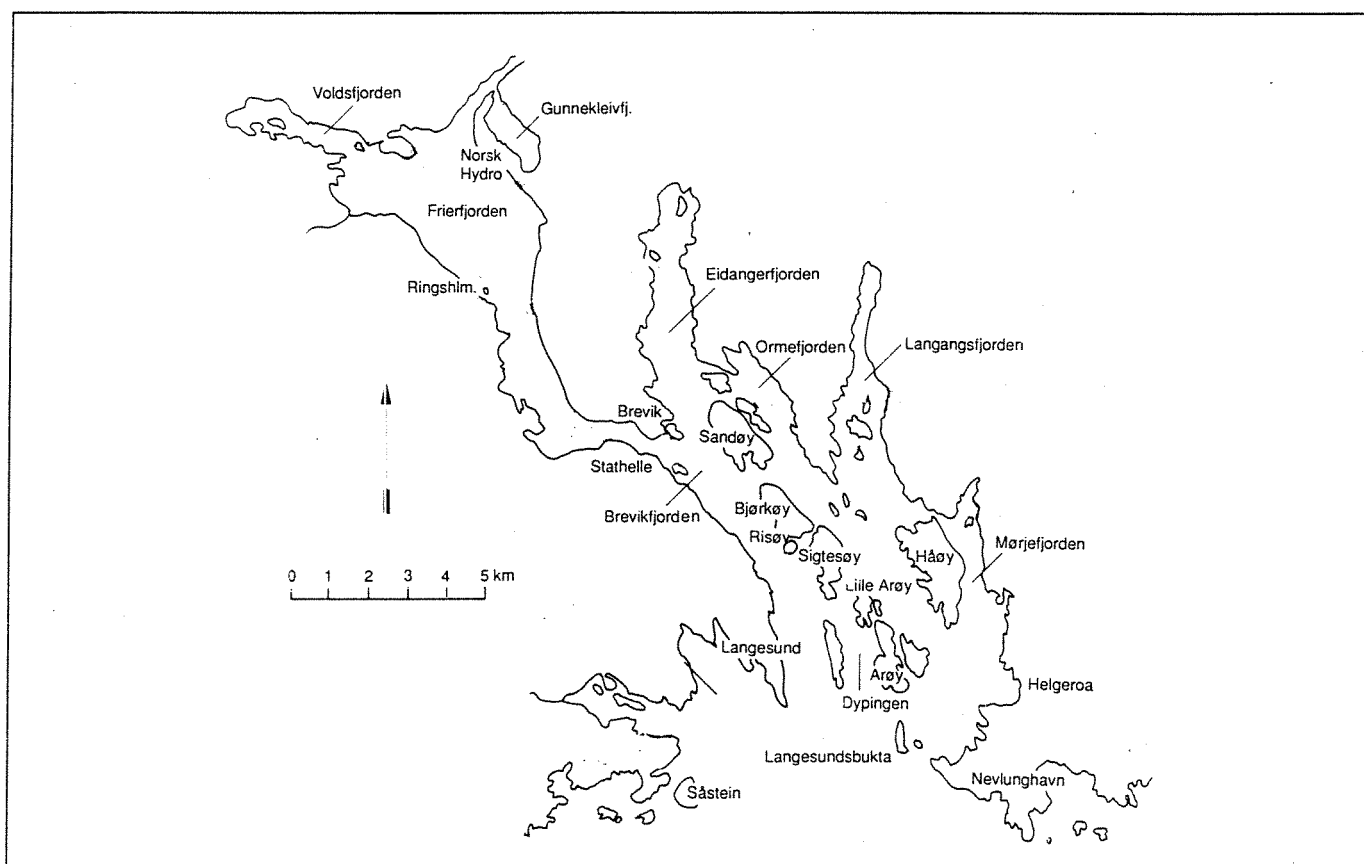 Voldsfjorden
Gunnekleivfj.
Norsk
Hydro
Frierfjorden
Eidangerfjorden
Ringshlm.
Ormefjorden
Langangsfjorden
Brevik
Sandøy
Stathelle
Bjørkøy
Brevikfjorden
Risøy
Mørjefjorden
Sigtesøy
Håøy
0 1 2 3 4 5 km
Lille Arøy
Langesund
Arøy
Helgeroa
Dypingen
Langesundsbukta
Nevlunghavn
Såstein